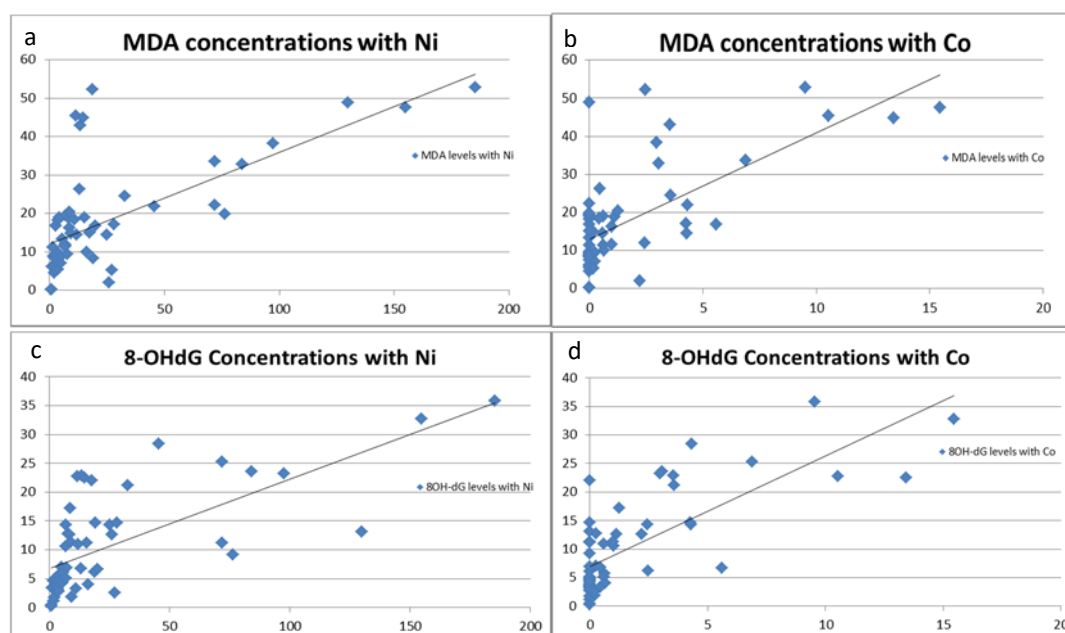 a
MDA concentrations with Ni
60
50
40
30
20
10
0
0 50 100 150 200
MDA levels with Ni
b
MDA concentrations with Co
60
50
40
30
20
10
0
0 5 10 15 20
MDA levels with Co
c
8-OHdG Concentrations with Ni
40
35
30
25
20
15
10
5
0
0 50 100 150 200
8OH-dG levels with Ni
d
8-OHdG Concentrations with Co
40
35
30
25
20
15
10
5
0
0 5 10 15 20
8OH-dG levels with Co